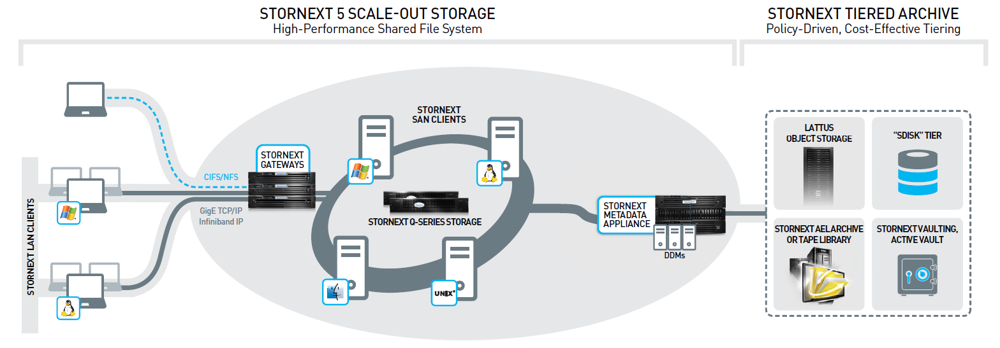 STORNEXT 5 SCALE-OUT STORAGE
High-Performance Shared File System
STORNEXT TIERED ARCHIVE
Policy-Driven, Cost-Effective Tiering
STORNEXT LAN CLIENTS
CIFS/NFS
GigE TCP/IP
Infiniband IP
STORNEXT
GATEWAYS
STORNEXT
SAN CLIENTS
STORNEXT Q-SERIES STORAGE
UNIX®
STORNEXT
METADATA
APPLIANCE
DDMs
LATTUS
OBJECT STORAGE
“SDISK” TIER
STORNEXT AEL ARCHIVE
OR TAPE LIBRARY
STORNEXT VAULTING,
ACTIVE VAULT